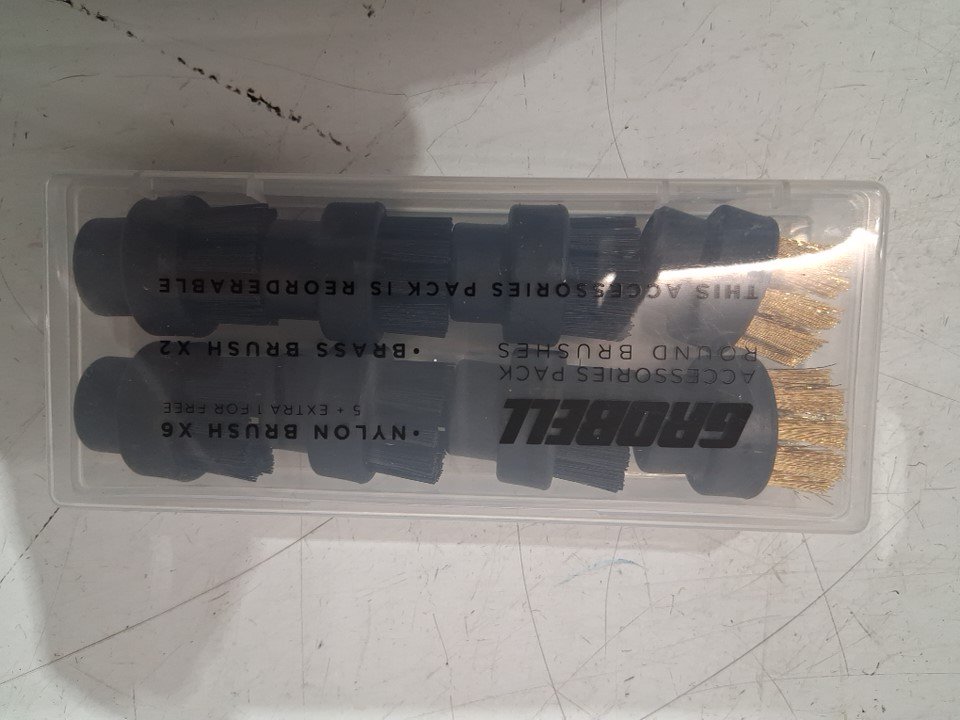 GROBELL
ACCESSORIES PACK
ROUND BRUSHES
• NYLON BRUSH X6
5 + EXTRA 1 FOR FREE
• BRASS BRUSH X2
THIS ACCESSORIES PACK IS REORDERABLE